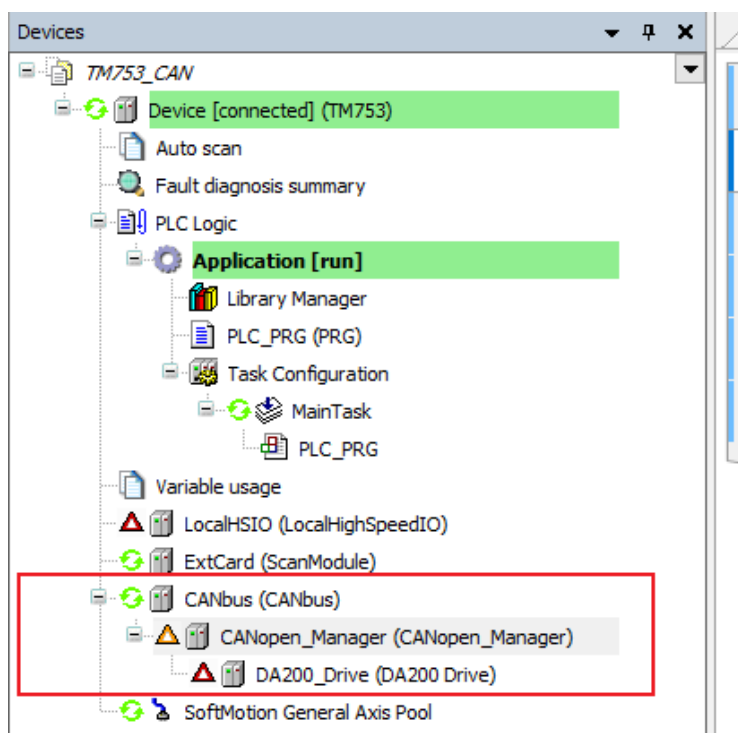 Devices
TM753_CAN
Device [connected] (TM753)
Auto scan
Fault diagnosis summary
PLC Logic
Application [run]
Library Manager
PLC_PRG (PRG)
Task Configuration
MainTask
PLC_PRG
Variable usage
LocalHSIO (LocalHighSpeedIO)
ExtCard (ScanModule)
CANbus (CANbus)
CANopen_Manager (CANopen_Manager)
DA200_Drive (DA200 Drive)
SoftMotion General Axis Pool